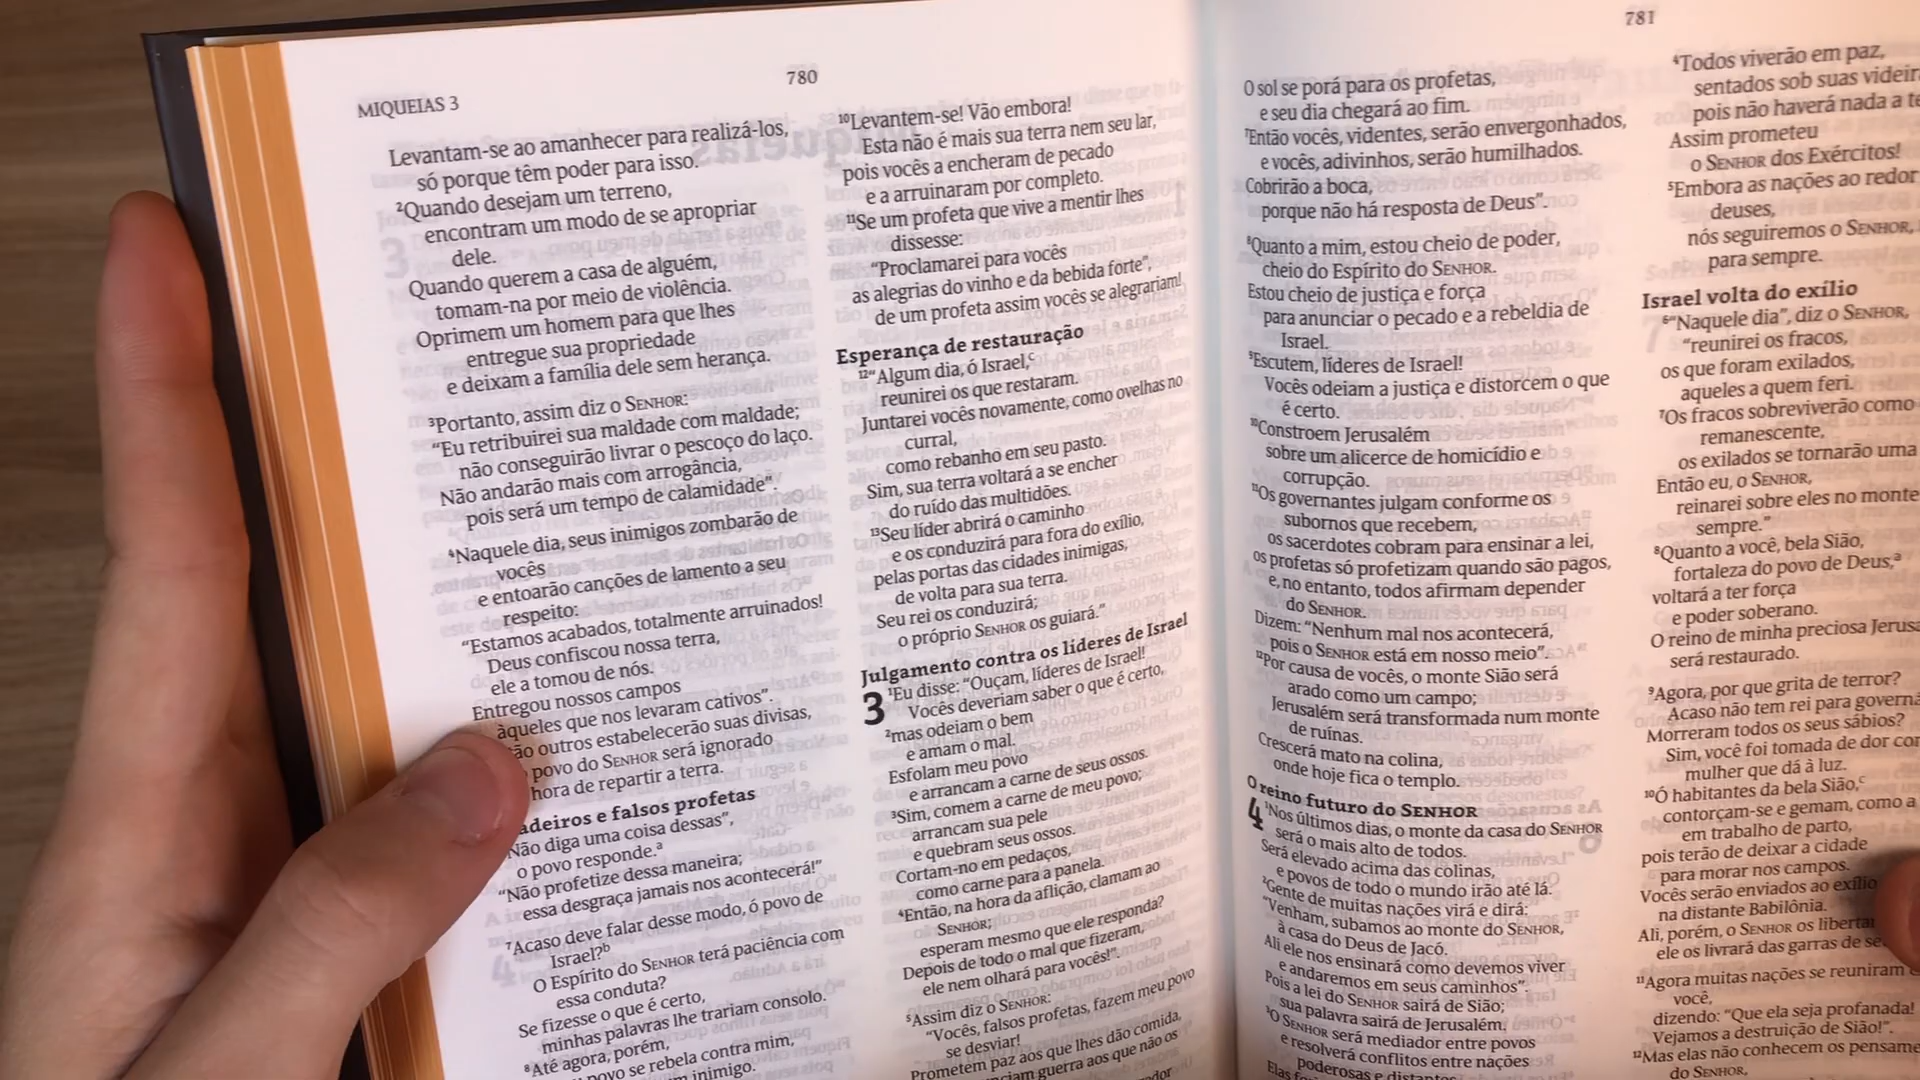 MIQUEIAS 3
780
Levantam-se ao amanhecer para realizá-los,
só porque têm poder para isso.
²Quando desejam um terreno,
encontram um modo de se apropriar
dele.
Quando querem a casa de alguém,
tomam-na por meio de violência.
Oprimem um homem para que lhes
entregue sua propriedade
e deixam a família dele sem herança.
³Portanto, assim diz o SENHOR:
“Eu retribuirei sua maldade com maldade;
não conseguirão livrar o pescoço do laço.
Não andarão mais com arrogância,
pois será um tempo de calamidade”.
⁴Naquele dia, seus inimigos zombarão de
vocês
e entoarão canções de lamento a seu
respeito:
“Estamos acabados, totalmente arruinados!
Deus confiscou nossa terra,
ele a tomou de nós.
Entregou nossos campos
àqueles que nos levaram cativos”.
outros estabelecerão suas divisas,
povo do SENHOR será ignorado
hora de repartir a terra.
e falsos profetas
Não diga uma coisa dessas”,
o povo responde.ᵃ
“Não profetize dessa maneira;
essa desgraça jamais nos acontecerá!”
⁷Acaso deve falar desse modo, ó povo de
Israel?ᵇ
O Espírito do SENHOR terá paciência com
essa conduta?
Se fizesse o que é certo,
minhas palavras lhe trariam consolo.
⁸Até agora, porém,
povo se rebela contra mim,
inimigo.
¹⁰Levantem-se! Vão embora!
Esta não é mais sua terra nem seu lar,
pois vocês a encheram de pecado
e a arruinaram por completo.
¹¹Se um profeta que vive a mentir lhes
dissesse:
“Proclamarei para vocês
as alegrias do vinho e da bebida forte”,
de um profeta assim vocês se alegrariam!
Esperança de restauração
¹²“Algum dia, ó Israel,ᶜ
reunirei os que restaram.
Juntarei vocês novamente, como ovelhas no
curral,
como rebanho em seu pasto.
Sim, sua terra voltará a se encher
do ruído das multidões.
¹³Seu líder abrirá o caminho
e os conduzirá para fora do exílio,
pelas portas das cidades inimigas,
de volta para sua terra.
Seu rei os conduzirá;
o próprio SENHOR os guiará.”
Julgamento contra os líderes de Israel
3 ¹Eu disse: “Ouçam, líderes de Israel!
Vocês deveriam saber o que é certo,
²mas odeiam o bem
e amam o mal.
Esfolam meu povo
e arrancam a carne de seus ossos.
³Sim, comem a carne de meu povo;
arrancam sua pele
e quebram seus ossos.
Cortam-no em pedaços,
como carne para a panela.
⁴Então, na hora da aflição, clamam ao
SENHOR;
esperam mesmo que ele responda?
Depois de todo o mal que fizeram,
ele nem olhará para vocês!”.
⁵Assim diz o SENHOR:
“Vocês, falsos profetas, fazem meu povo
se desviar!
Prometem paz aos que lhes dão comida,
guerra aos que não os
781
O sol se porá para os profetas,
e seu dia chegará ao fim.
⁷Então vocês, videntes, serão envergonhados,
e vocês, adivinhos, serão humilhados.
Cobrirão a boca,
porque não há resposta de Deus”.
⁸Quanto a mim, estou cheio de poder,
cheio do Espírito do SENHOR.
Estou cheio de justiça e força
para anunciar o pecado e a rebeldia de
Israel.
⁹Escutem, líderes de Israel!
Vocês odeiam a justiça e distorcem o que
é certo.
¹⁰Constroem Jerusalém
sobre um alicerce de homicídio e
corrupção.
¹¹Os governantes julgam conforme os
subornos que recebem,
os sacerdotes cobram para ensinar a lei,
os profetas só profetizam quando são pagos,
e, no entanto, todos afirmam depender
do SENHOR.
Dizem: “Nenhum mal nos acontecerá,
pois o SENHOR está em nosso meio”.
¹²Por causa de vocês, o monte Sião será
arado como um campo;
Jerusalém será transformada num monte
de ruínas.
Crescerá mato na colina,
onde hoje fica o templo.
O reino futuro do SENHOR
4 ¹Nos últimos dias, o monte da casa do SENHOR
será o mais alto de todos.
Será elevado acima das colinas,
e povos de todo o mundo irão até lá.
²Gente de muitas nações virá e dirá:
“Venham, subamos ao monte do SENHOR,
à casa do Deus de Jacó.
Ali ele nos ensinará como devemos viver
e andaremos em seus caminhos”.
Pois a lei do SENHOR sairá de Sião;
sua palavra sairá de Jerusalém.
³O SENHOR será mediador entre povos
e resolverá conflitos entre nações
poderosas e distantes.
⁴Todos viverão em paz,
sentados sob suas
pois não haverá nada a
Assim prometeu
o SENHOR dos Exércitos!
⁵Embora as nações ao redor
deuses,
nós seguiremos o SENHOR,
para sempre.
Israel volta do exílio
⁶“Naquele dia”, diz o SENHOR,
“reunirei os fracos,
os que foram exilados,
aqueles a quem feri.
⁷Os fracos sobreviverão como
remanescente,
os exilados se tornarão uma
Então eu, o SENHOR,
reinarei sobre eles no monte
sempre.”
⁸Quanto a você, bela Sião,
fortaleza do povo de Deus,ᵃ
voltará a ter força
e poder soberano.
O reino de minha preciosa
será restaurado.
⁹Agora, por que grita de terror?
Acaso não tem rei para
Morreram todos os seus sábios?
Sim, você foi tomada de dor
mulher que dá à luz.
¹⁰Ó habitantes da bela Sião,ᶜ
contorçam-se e gemam, como a
em trabalho de parto,
pois terão de deixar a cidade
para morar nos campos.
Vocês serão enviados ao exílio
na distante Babilônia.
Ali, porém, o SENHOR os
ele os livrará das garras de
¹¹Agora muitas nações se reuniram
você,
dizendo: “Que ela seja profanada!
Vejamos a destruição de Sião!”.
¹²Mas elas não conhecem os
do SENHOR,